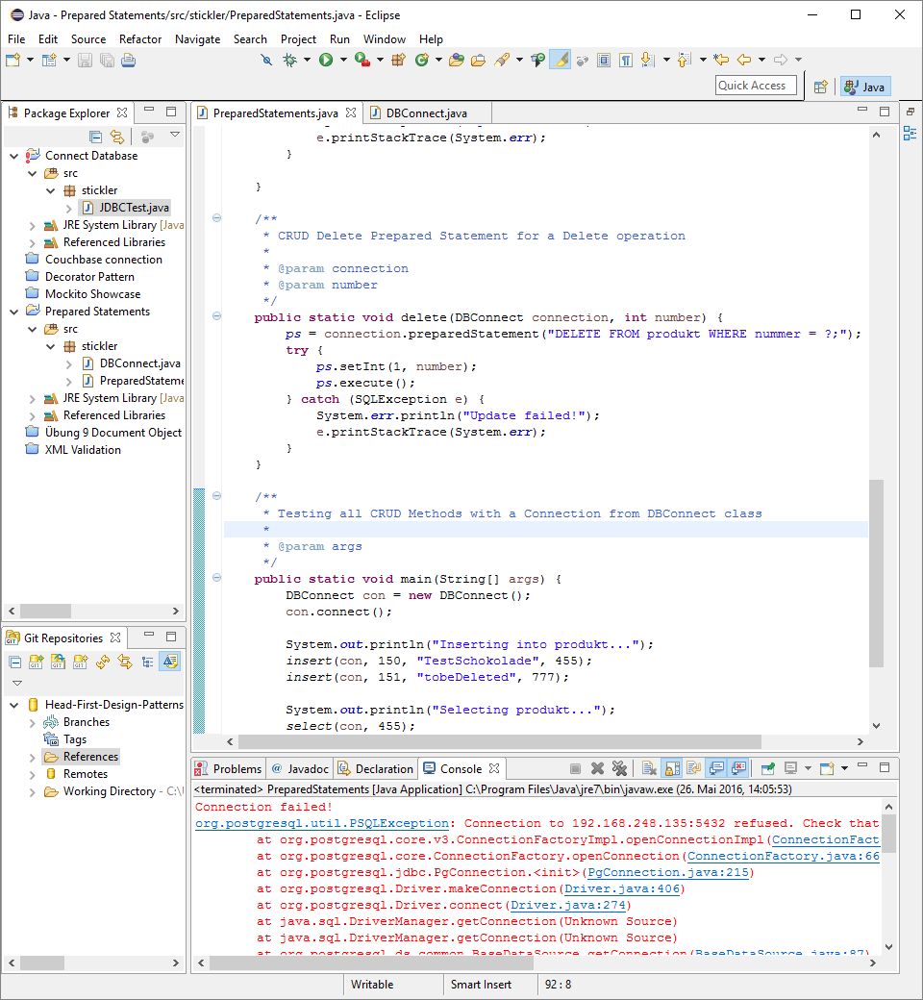 Java - Prepared Statements/src/stickler/PreparedStatements.java - Eclipse
File Edit Source Refactor Navigate Search Project Run Window Help
Quick Access
Java
Package Explorer
Connect Database
src
stickler
JDBCTest.java
JRE System Library [Java
Referenced Libraries
Couchbase connection
Decorator Pattern
Mockito Showcase
Prepared Statements
src
stickler
DBConnect.java
PreparedStateme
JRE System Library [Java
Referenced Libraries
Übung 9 Document Object
XML Validation
Git Repositories
Head-First-Design-Patterns
Branches
Tags
References
Remotes
Working Directory - C:\U
PreparedStatements.java DBConnect.java
e.printStackTrace(System.err);
}
}
/**
* CRUD Delete Prepared Statement for a Delete operation
*
* @param connection
* @param number
*/
public static void delete(DBConnect connection, int number) {
ps = connection.preparedStatement("DELETE FROM produkt WHERE nummer = ?;");
try {
ps.setInt(1, number);
ps.execute();
} catch (SQLException e) {
System.err.println("Update failed!");
e.printStackTrace(System.err);
}
}
/**
* Testing all CRUD Methods with a Connection from DBConnect class
*
* @param args
*/
public static void main(String[] args) {
DBConnect con = new DBConnect();
con.connect();
System.out.println("Inserting into produkt...");
insert(con, 150, "TestSchokolade", 455);
insert(con, 151, "tobeDeleted", 777);
System.out.println("Selecting produkt...");
select(con, 455);
Problems @ Javadoc Declaration Console
<terminated> PreparedStatements [Java Application] C:\Program Files\Java\jre7\bin\javaw.exe (26. Mai 2016, 14:05:53)
Connection failed!
org.postgresql.util.PSQLException: Connection to 192.168.248.135:5432 refused. Check that
at org.postgresql.core.v3.ConnectionFactoryImpl.openConnectionImpl(ConnectionFact
at org.postgresql.core.ConnectionFactory.openConnection(ConnectionFactory.java:66
at org.postgresql.jdbc.PgConnection.<init>(PgConnection.java:215)
at org.postgresql.Driver.makeConnection(Driver.java:406)
at org.postgresql.Driver.connect(Driver.java:274)
at java.sql.DriverManager.getConnection(Unknown Source)
at java.sql.DriverManager.getConnection(Unknown Source)
at org.postgresql.ds.common.BaseDataSource.getConnection(BaseDataSource.java:87)
Writable Smart Insert 92 : 8